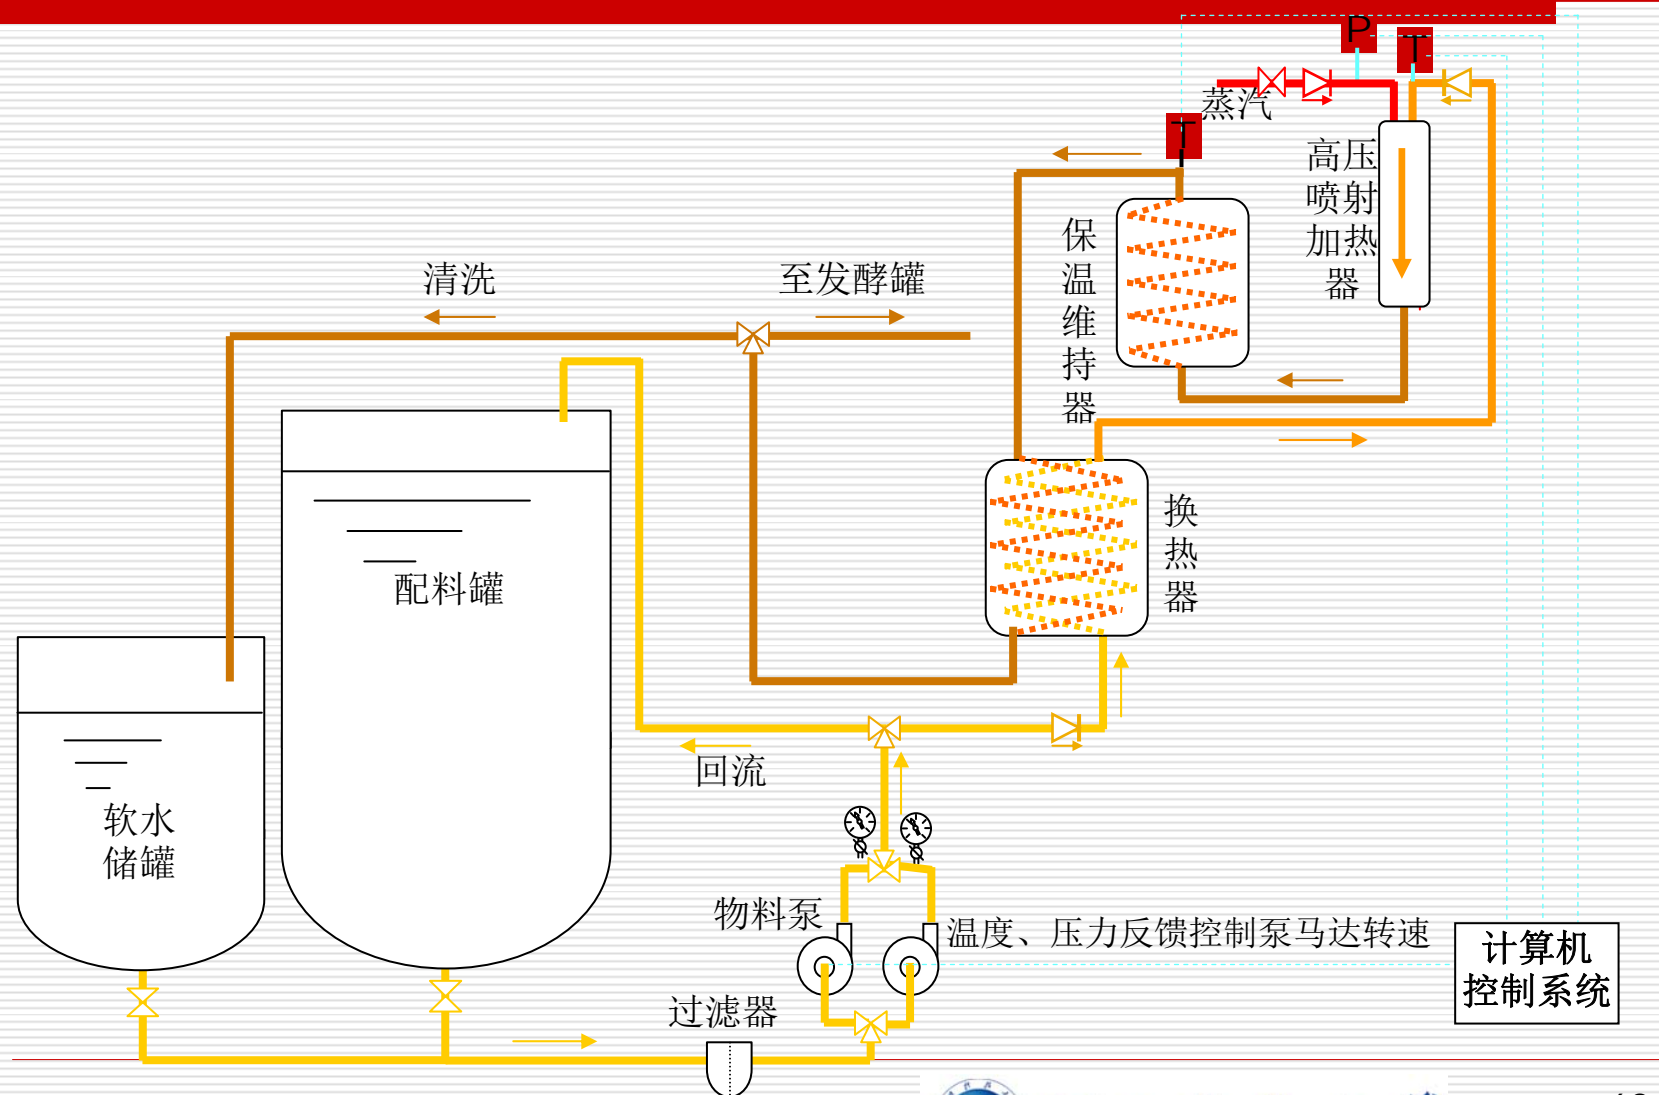 P
T
蒸汽
T
高压
喷射
加热
器
保
温
维
持
器
清洗
至发酵罐
换
热
器
配料罐
回流
软水
储罐
物料泵
温度、压力反馈控制泵马达转速
计算机
控制系统
过滤器